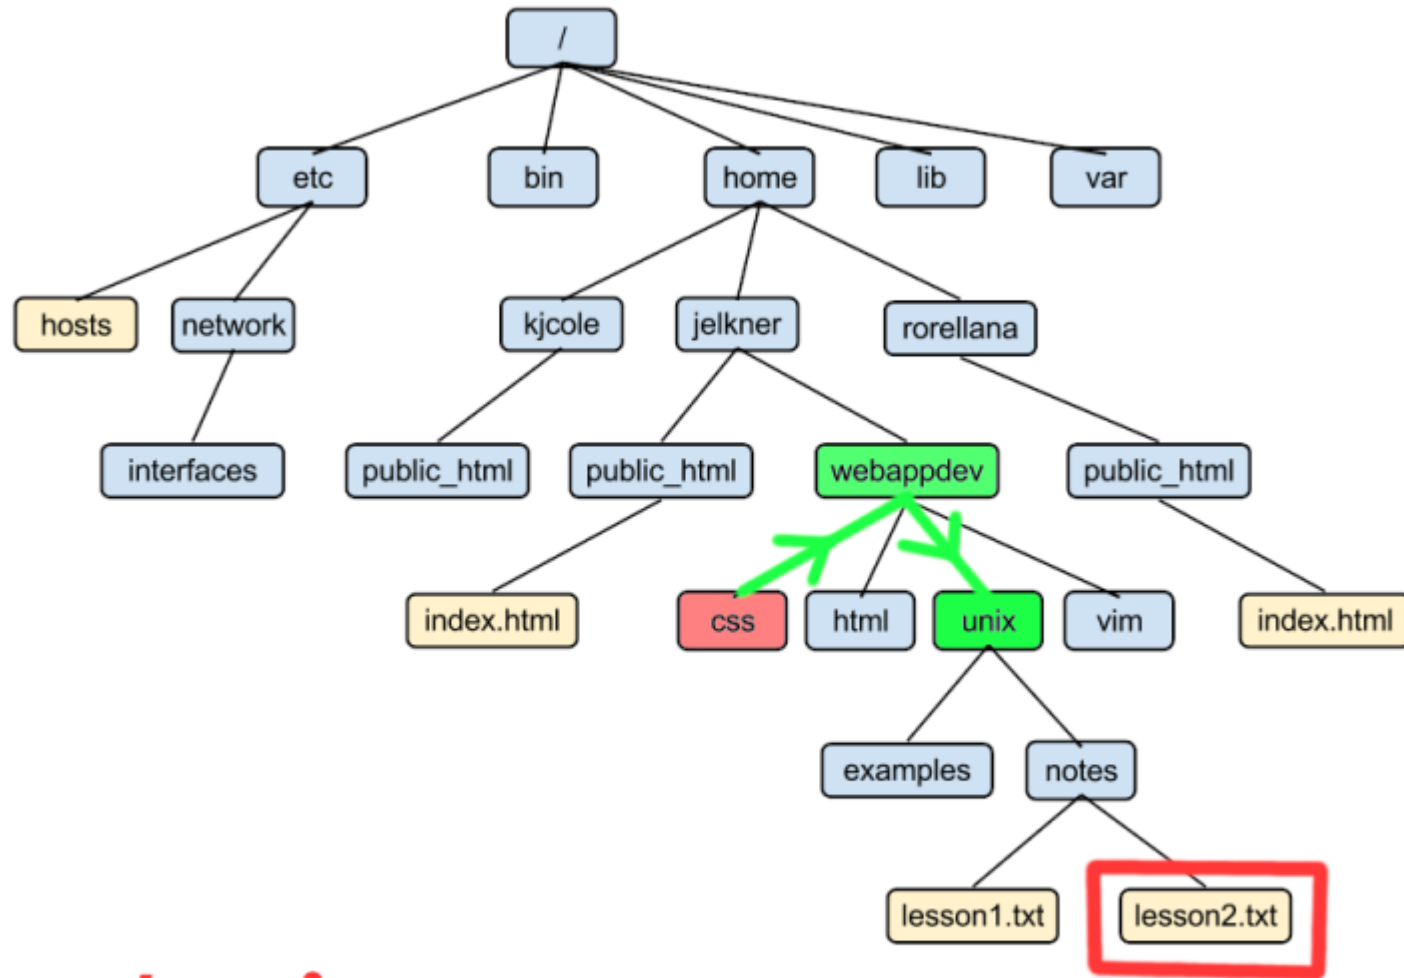 /
etc bin home lib var
hosts network kjcole jelkner rorellana
interfaces public_html public_html webappdev public_html
index.html css html unix vim index.html
examples notes
lesson1.txt lesson2.txt